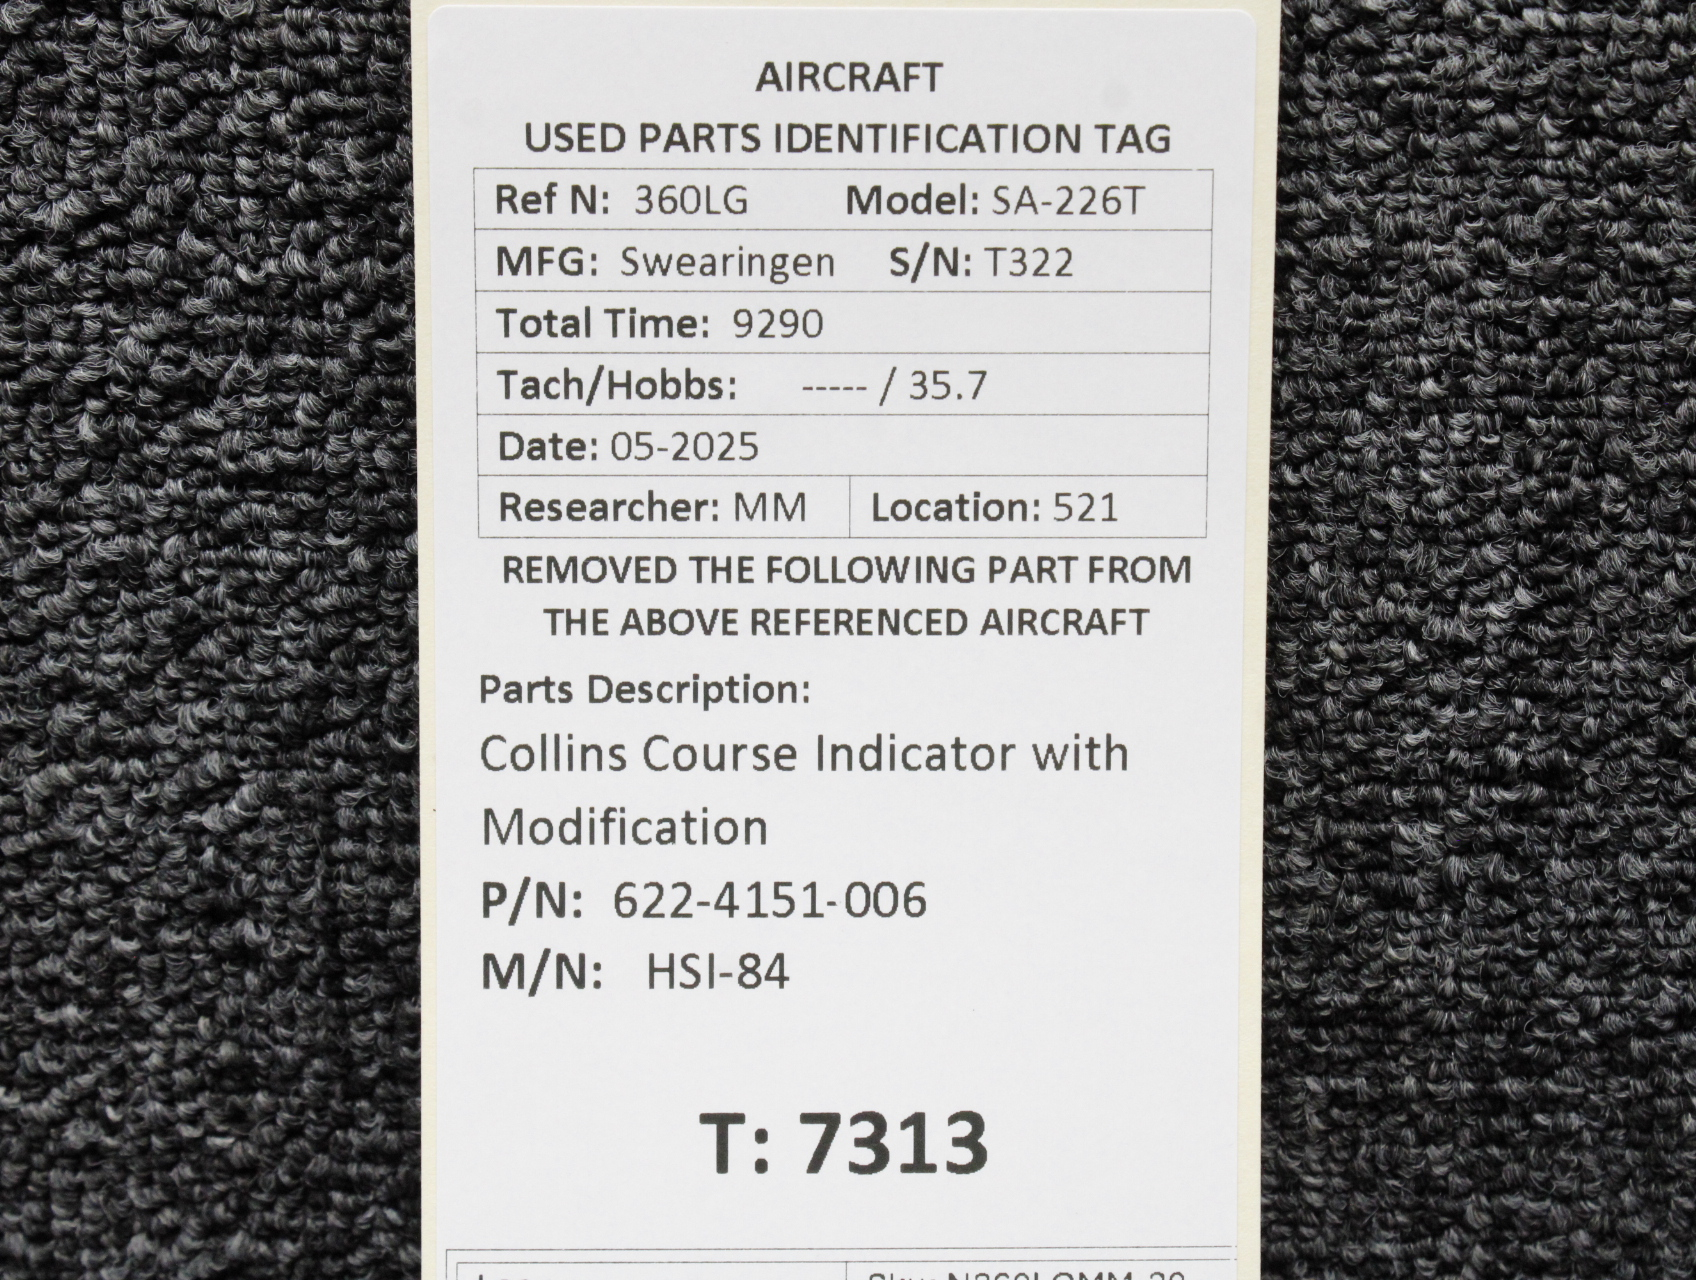 AIRCRAFT
USED PARTS IDENTIFICATION TAG
Ref N: 360LG Model: SA-226T
MFG: Swearingen S/N: T322
Total Time: 9290
Tach/Hobbs: ----- / 35.7
Date: 05-2025
Researcher: MM Location: 521
REMOVED THE FOLLOWING PART FROM
THE ABOVE REFERENCED AIRCRAFT
Parts Description:
Collins Course Indicator with
Modification
P/N: 622-4151-006
M/N: HSI-84
T: 7313